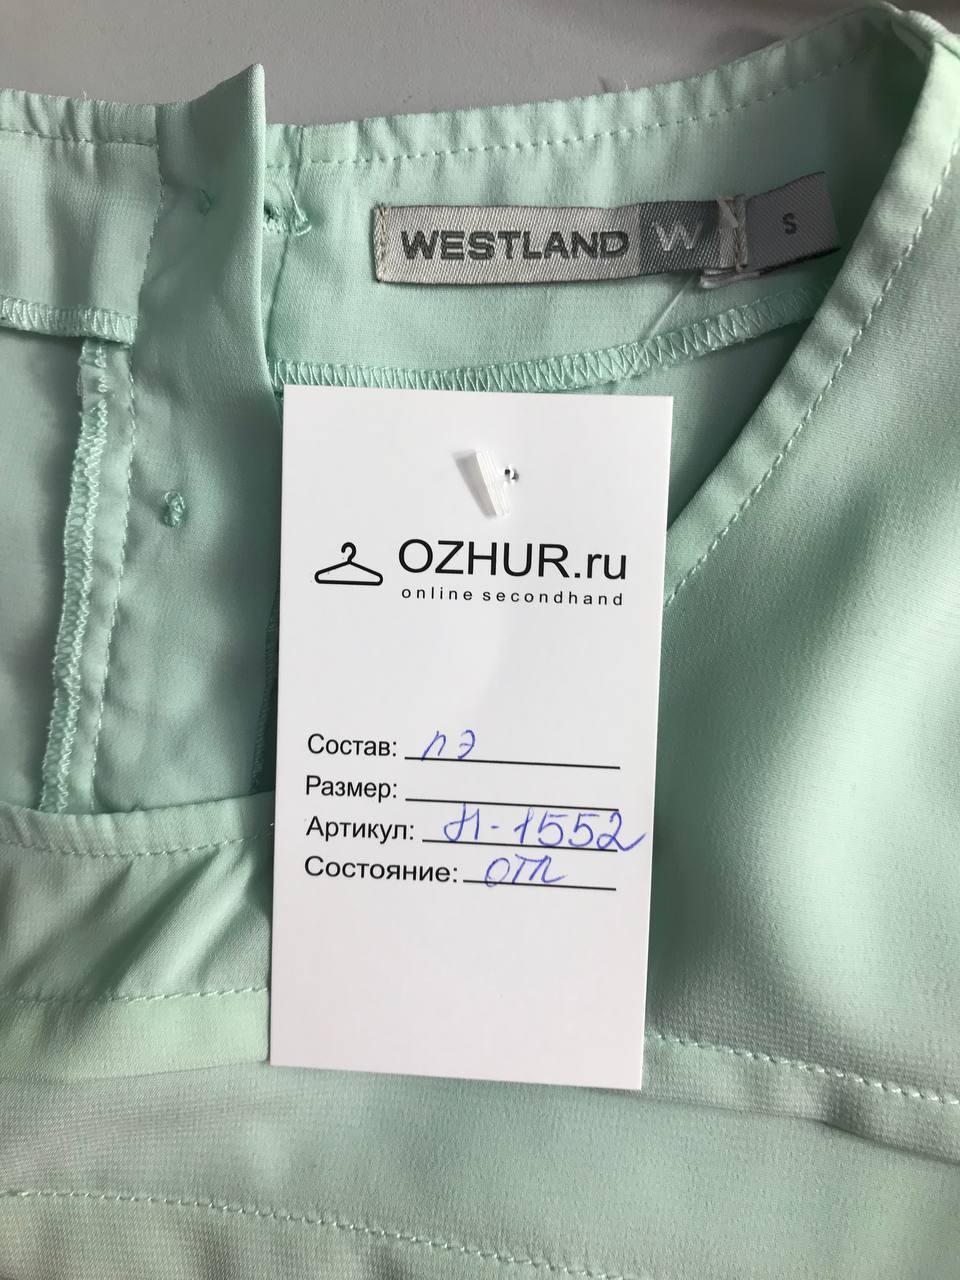 WESTLAND W S
OZHUR.ru
online secondhand
Состав: пэ
Размер:
Артикул: Н-1552
Состояние: отл